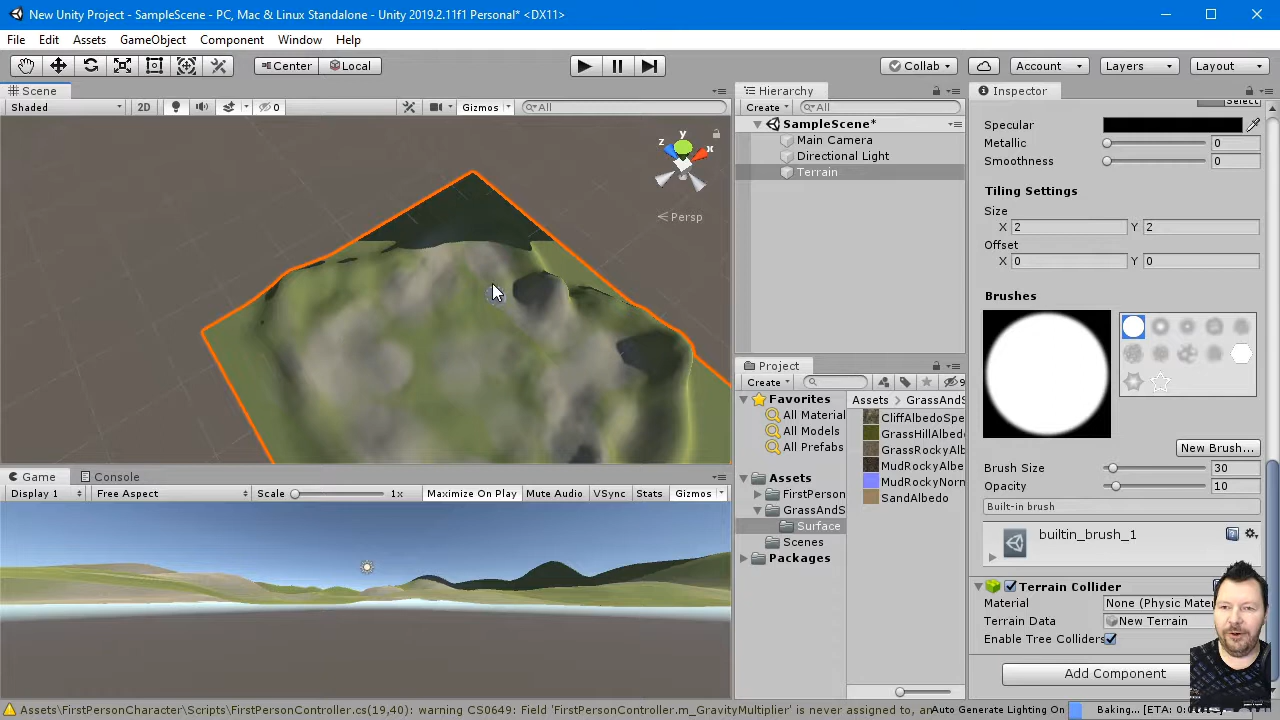 New Unity Project - SampleScene - PC, Mac & Linux Standalone - Unity 2019.2.11f1 Personal* <DX11>
File Edit Assets GameObject Component Window Help
Center Local Collab Account Layers Layout
Scene
Shaded 2D 0 Gizmos All
y
z x
Persp
Hierarchy
Create All
SampleScene*
Main Camera
Directional Light
Terrain
Project
Create 9
Favorites
All Material
All Models
All Prefabs
Assets
FirstPerson
GrassAndS
Surface
Scenes
Packages
Assets GrassAndS
CliffAlbedoSpe
GrassHillAlbedo
GrassRockyAlbe
MudRockyAlbe
MudRockyNorn
SandAlbedo
Game Console
Display 1 Free Aspect Scale 1x Maximize On Play Mute Audio VSync Stats Gizmos
Inspector
Select
Specular
Metallic 0
Smoothness 0
Tiling Settings
Size
X 2 Y 2
Offset
X 0 Y 0
Brushes
New Brush...
Brush Size 30
Opacity 10
Built-in brush
builtin_brush_1
Terrain Collider
Material None (Physic Mate
Terrain Data New Terrain
Enable Tree Colliders
Add Component
Assets\FirstPersonCharacter\Scripts\FirstPersonController.cs(19,40): warning CS0649: Field 'FirstPersonController.m_GravityMultiplier' is never assigned to, an
Auto Generate Lighting On Baking...